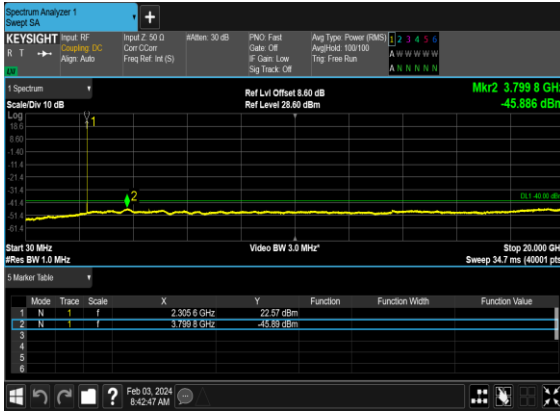 Spectrum Analyzer 1
Swept SA
+
KEYSIGHT Input: RF Input Z: 50 Ω #Atten: 30 dB PNO: Fast Avg Type: Power (RMS) 1 2 3 4 5 6
R T Coupling: DC Corr CCorr Gate: Off Avg|Hold: 100/100 A W W W W W
Align: Auto Freq Ref: Int (S) IF Gain: Low Trig: Free Run
Sig Track: Off A N N N N N
1 Spectrum Ref Lvl Offset 8.60 dB Mkr2 3.799 8 GHz
Scale/Div 10 dB Ref Level 28.60 dBm -45.886 dBm
Log
18.6
1
8.60
-1.40
-11.4
-21.4
-31.4
2
DL1 -40.00 dBm
-41.4
-51.4
-61.4
Start 30 MHz Video BW 3.0 MHz* Stop 20.000 GHz
#Res BW 1.0 MHz Sweep 34.7 ms (40001 pts)
5 Marker Table
Mode Trace Scale X Y Function Function Width Function Value
1 N 1 f 2.305 6 GHz 22.57 dBm
2 N 1 f 3.799 8 GHz -45.89 dBm
3
4
5
6
? Feb 03, 2024
8:42:47 AM